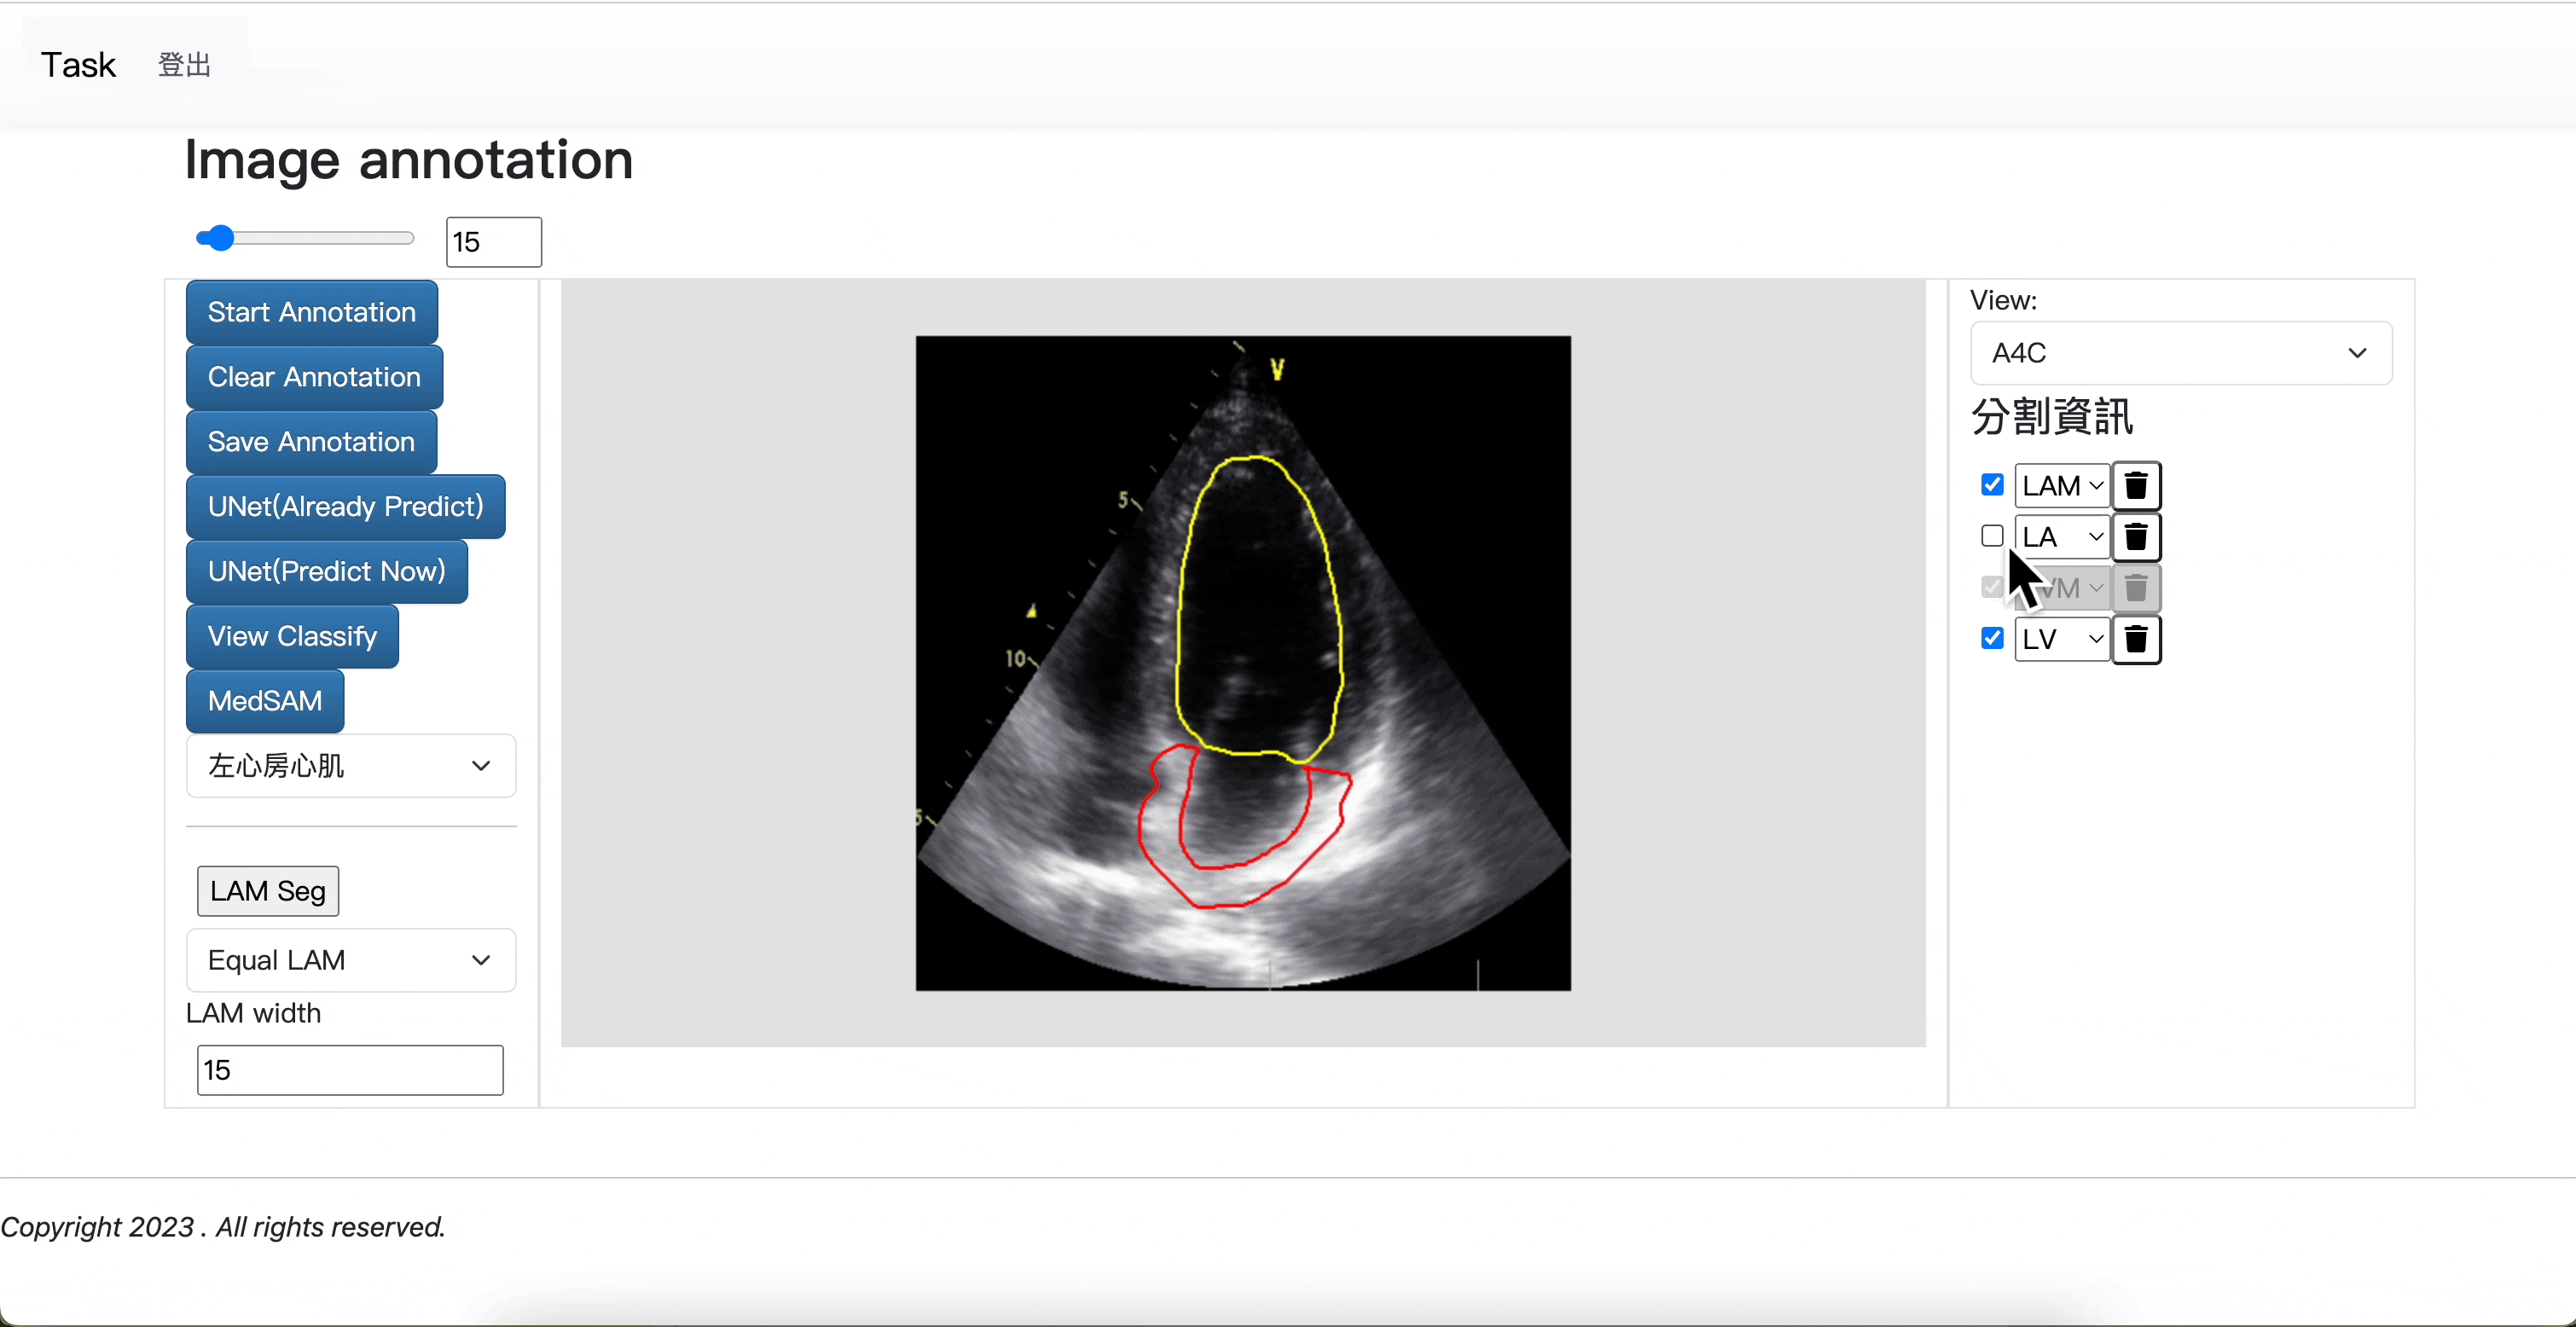 Task 登出
Image annotation
15
Start Annotation
Clear Annotation
Save Annotation
UNet(Already Predict)
UNet(Predict Now)
View Classify
MedSAM
左心房心肌
LAM Seg
Equal LAM
LAM width
15
V
5
10
5
View:
A4C
分割資訊
LAM
LA
VM
LV
Copyright 2023 . All rights reserved.